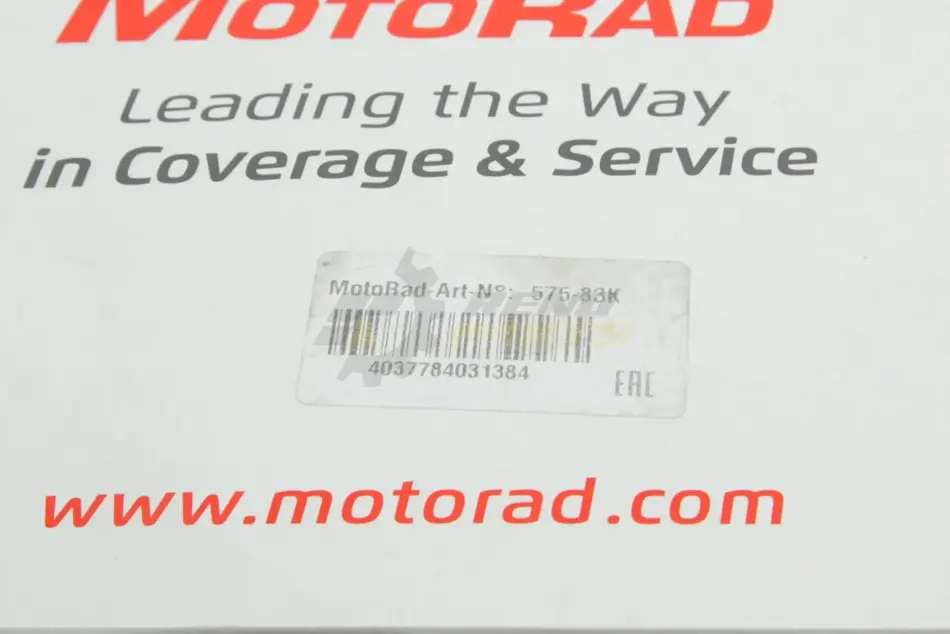 MOTORAD
Leading the Way
in Coverage & Service
MotoRad-Art-Nº: 575-83K
4037784031384
EAC
www.motorad.com